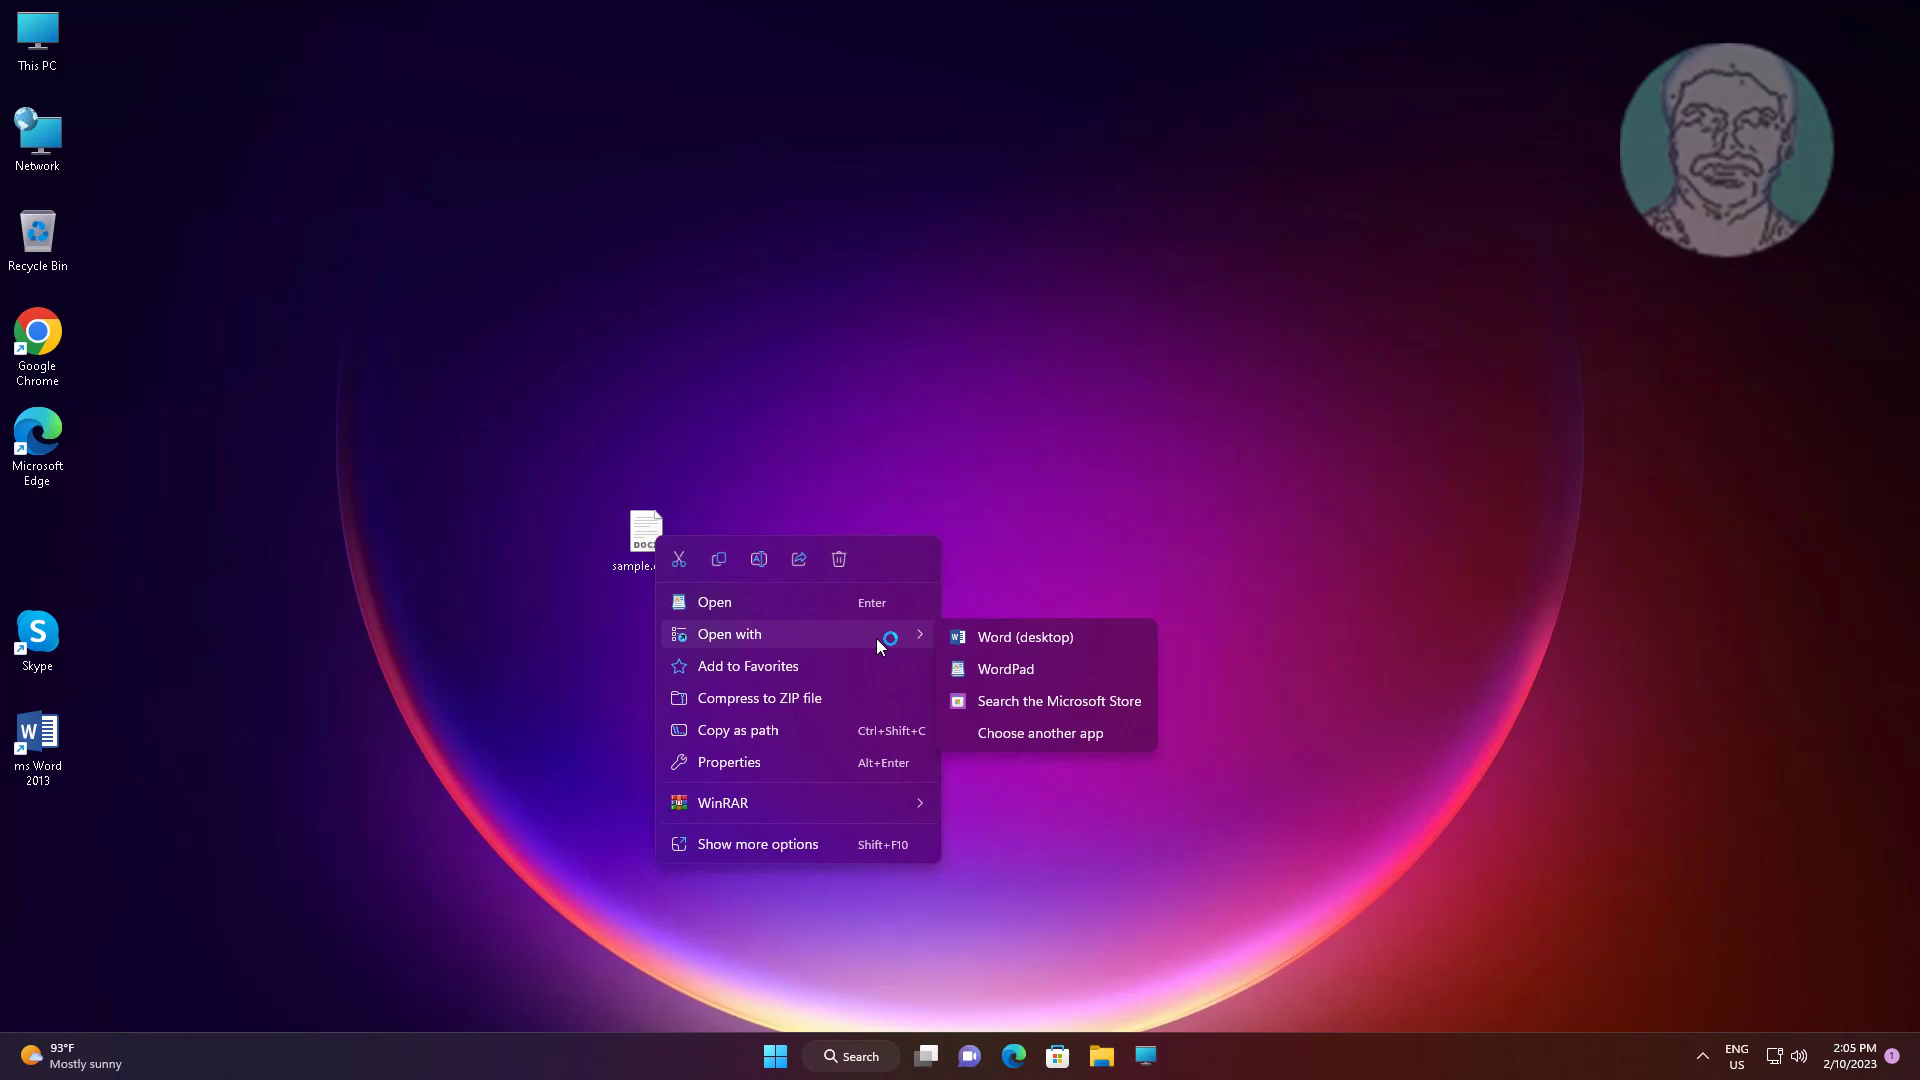 This PC
Network
Recycle Bin
Google
Chrome
Microsoft
Edge
Skype
W
ms Word
2013
DOCX
sample.
Open Enter
Open with
Add to Favorites
Compress to ZIP file
Copy as path Ctrl+Shift+C
Properties Alt+Enter
WinRAR
Show more options Shift+F10
Word (desktop)
WordPad
Search the Microsoft Store
Choose another app
93°F
Mostly sunny
Search
ENG
US
2:05 PM
2/10/2023
1